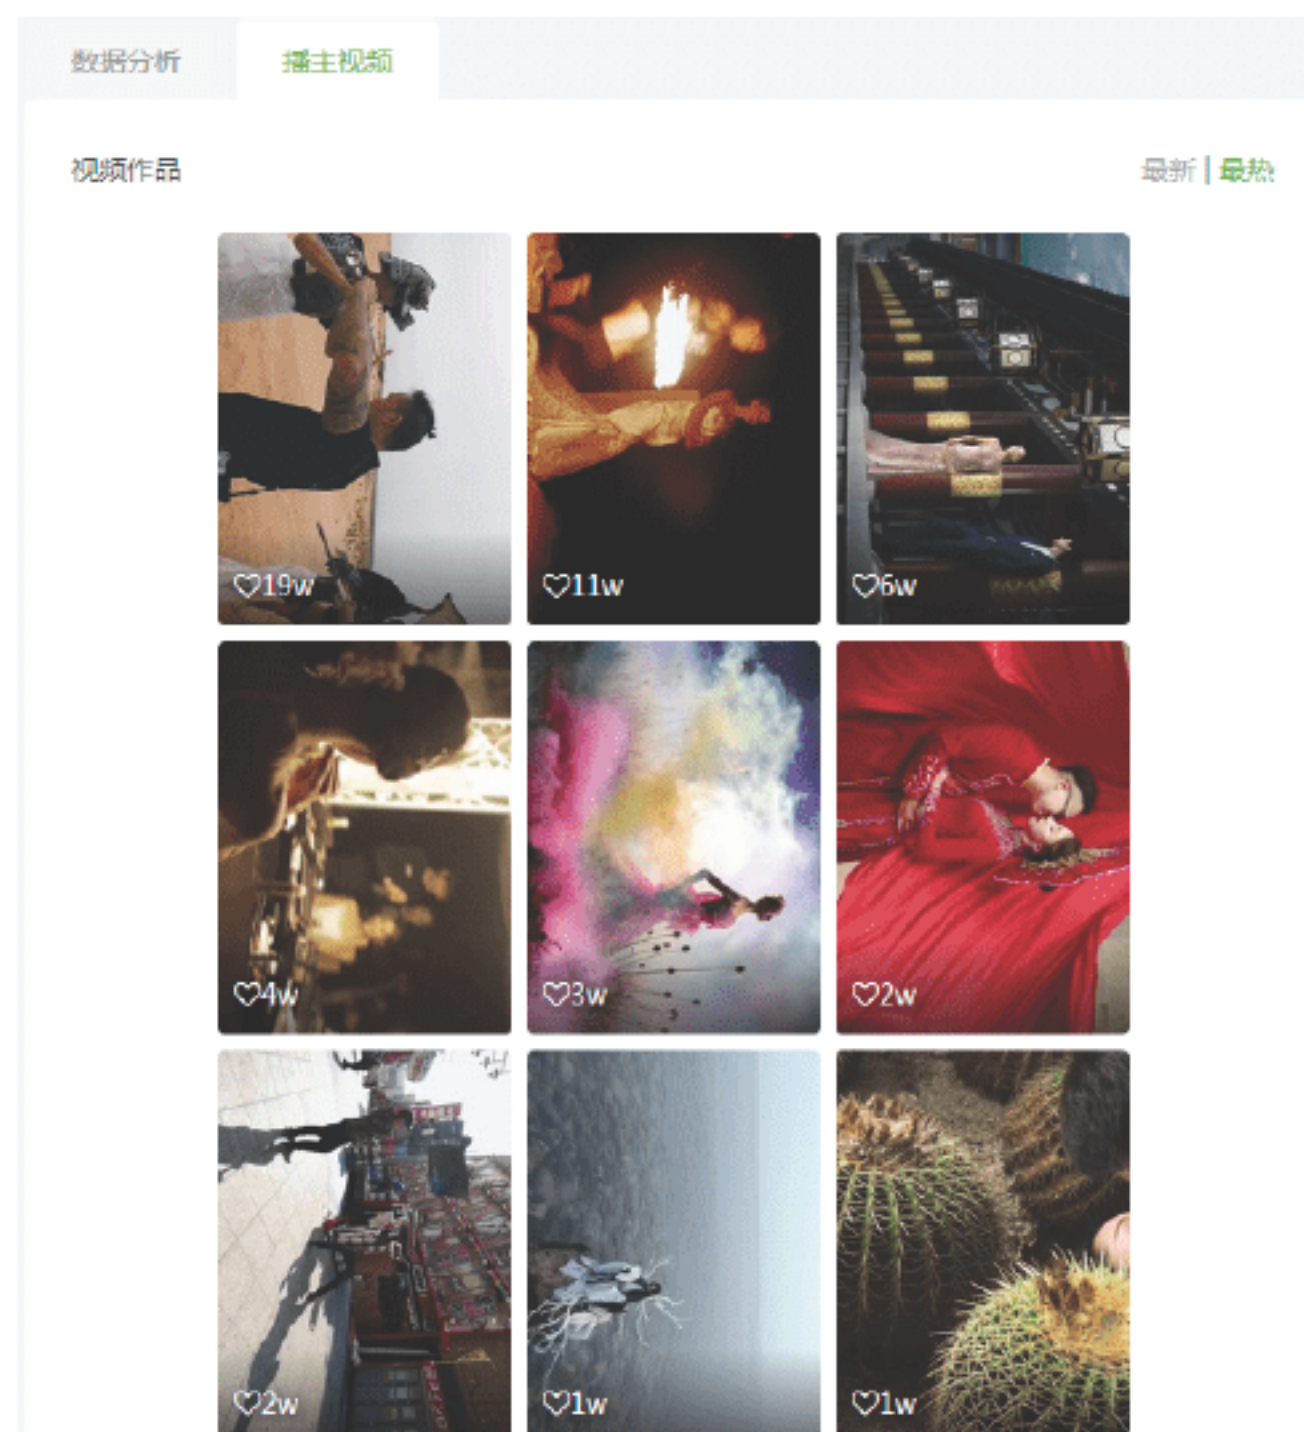 数据分析 播主视频
视频作品 最新 | 最热
♡19w ♡11w ♡6w
♡4w ♡3w ♡2w
♡2w ♡1w ♡1w